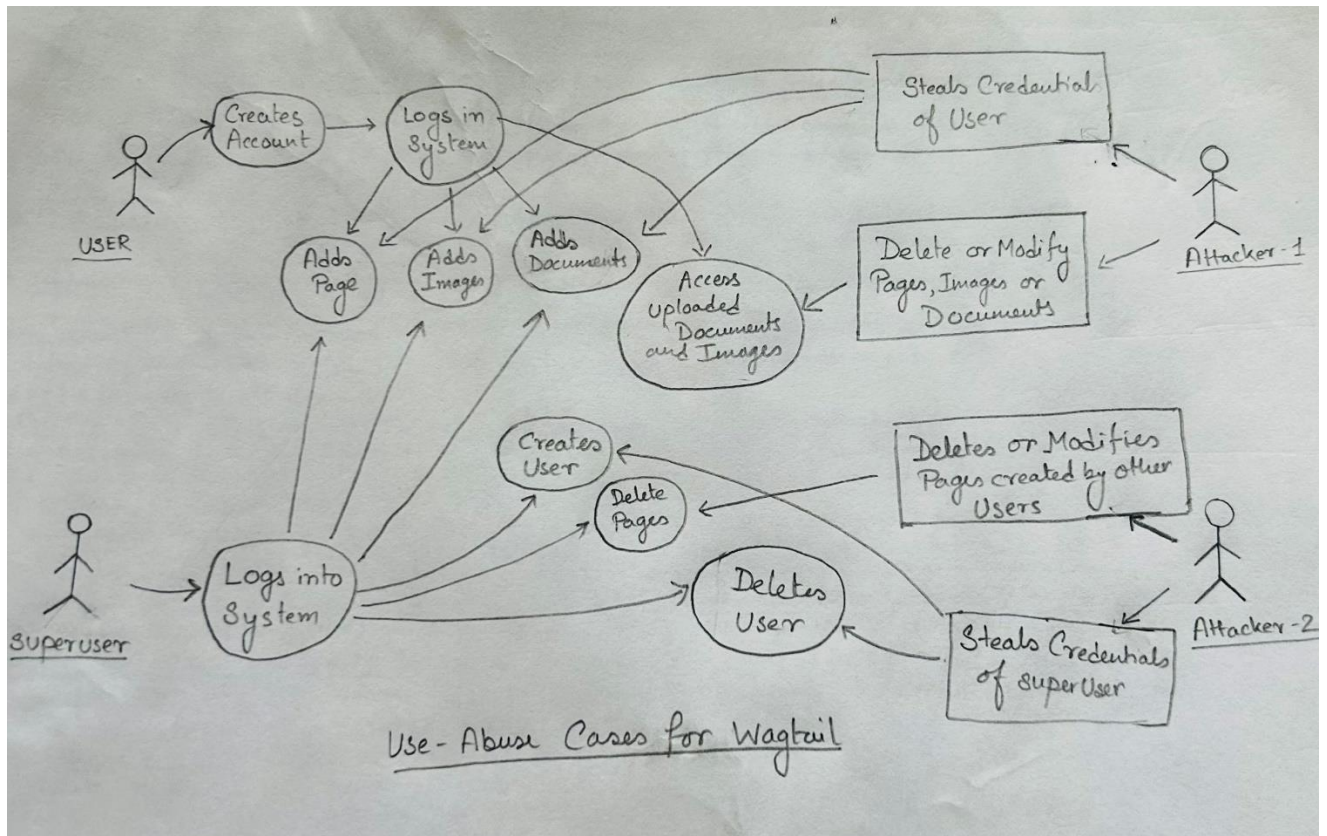 Creates
Account
Logs in
System
Steals Credential
of User
USER
Adds
Page
Adds
Images
Adds
Documents
Access
uploaded
Documents
and Images
Delete or Modify
Pages, Images or
Documents
Attacker-1
Creates
User
Delete
Pages
Deletes or Modifies
Pages created by other
Users
Superuser
Logs into
System
Deletes
User
Steals Credentials
of superUser
Attacker-2
Use-Abuse Cases for Wagtail